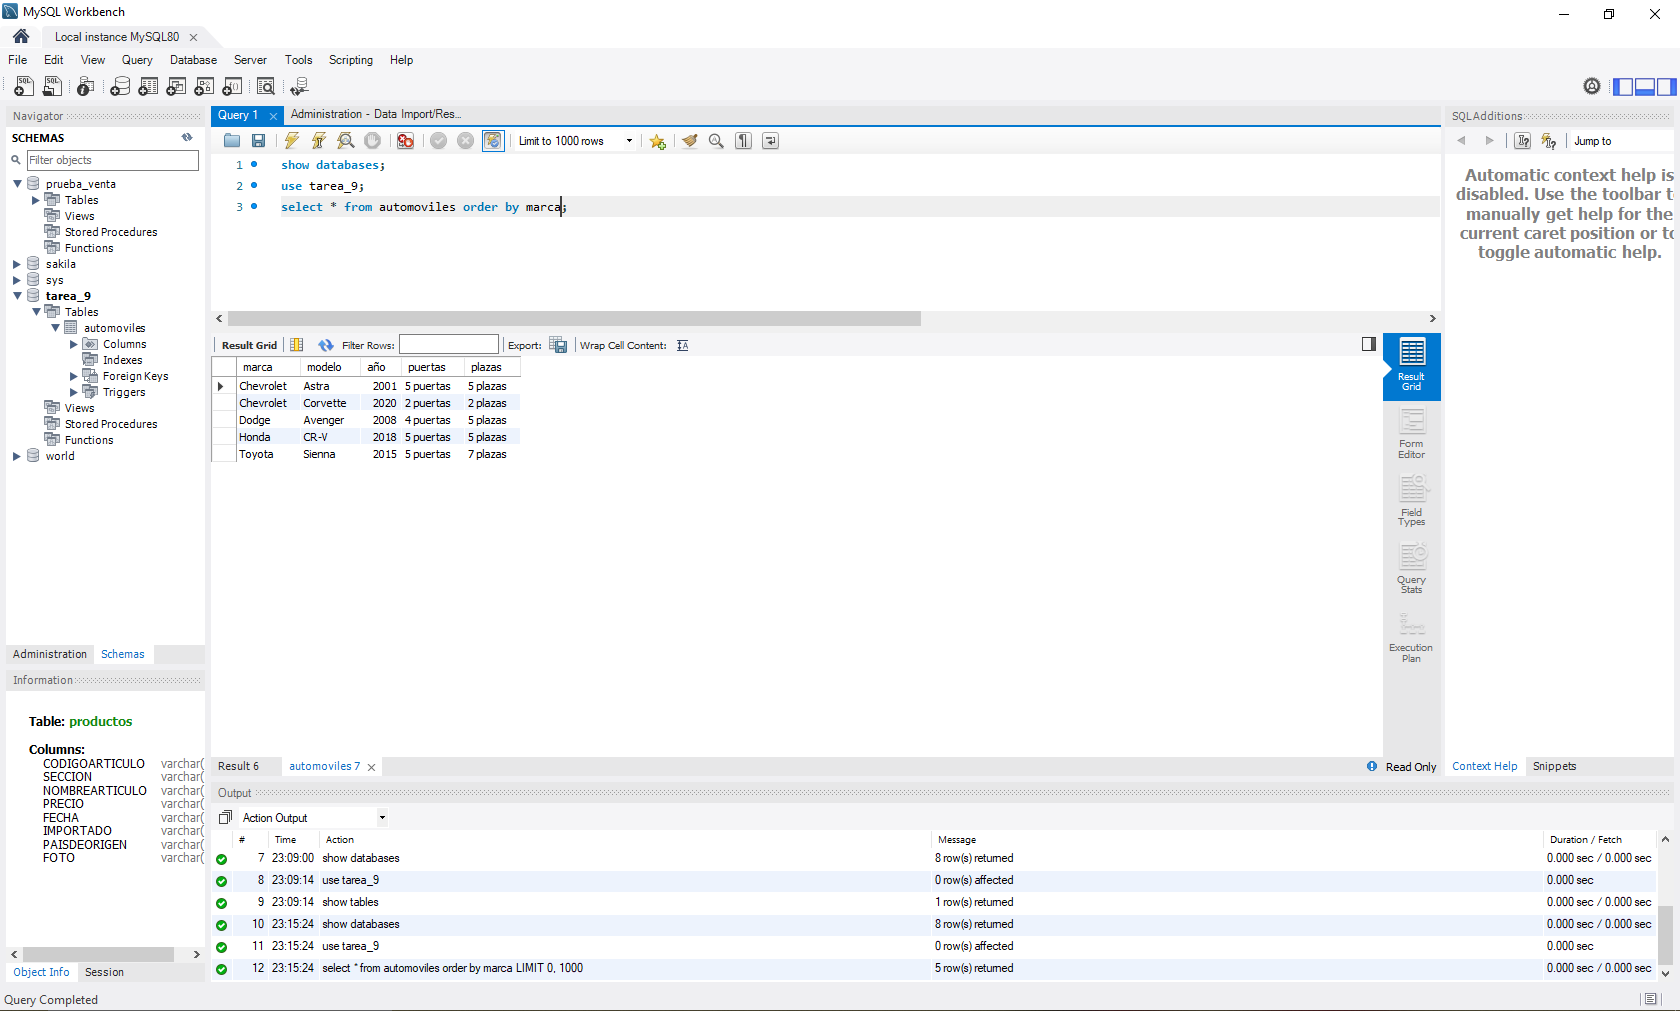 MySQL Workbench
Local instance MySQL80
File Edit View Query Database Server Tools Scripting Help
Navigator
SCHEMAS
Filter objects
prueba_venta
Tables
Views
Stored Procedures
Functions
sakila
sys
tarea_9
Tables
automoviles
Columns
Indexes
Foreign Keys
Triggers
Views
Stored Procedures
Functions
world
Administration Schemas
Information
Table: productos
Columns:
CODIGOARTICULO varchar(
SECCION varchar(
NOMBREARTICULO varchar(
PRECIO varchar(
FECHA varchar(
IMPORTADO varchar(
PAISDEORIGEN varchar(
FOTO varchar(
Object Info Session
Query Completed
Query 1 Administration - Data Import/Res...
Limit to 1000 rows
1 show databases;
2 use tarea_9;
3 select * from automoviles order by marca;
Result Grid Filter Rows: Export: Wrap Cell Content:
marca modelo año puertas plazas
Chevrolet Astra 2001 5 puertas 5 plazas
Chevrolet Corvette 2020 2 puertas 2 plazas
Dodge Avenger 2008 4 puertas 5 plazas
Honda CR-V 2018 5 puertas 5 plazas
Toyota Sienna 2015 5 puertas 7 plazas
Result
Grid
Form
Editor
Field
Types
Query
Stats
Execution
Plan
Result 6 automoviles 7 Read Only
Output
Action Output
# Time Action Message Duration / Fetch
7 23:09:00 show databases 8 row(s) returned 0.000 sec / 0.000 sec
8 23:09:14 use tarea_9 0 row(s) affected 0.000 sec
9 23:09:14 show tables 1 row(s) returned 0.000 sec / 0.000 sec
10 23:15:24 show databases 8 row(s) returned 0.000 sec / 0.000 sec
11 23:15:24 use tarea_9 0 row(s) affected 0.000 sec
12 23:15:24 select * from automoviles order by marca LIMIT 0, 1000 5 row(s) returned 0.000 sec / 0.000 sec
SQLAdditions
Jump to
Automatic context help is
disabled. Use the toolbar t
manually get help for the
current caret position or to
toggle automatic help.
Context Help Snippets